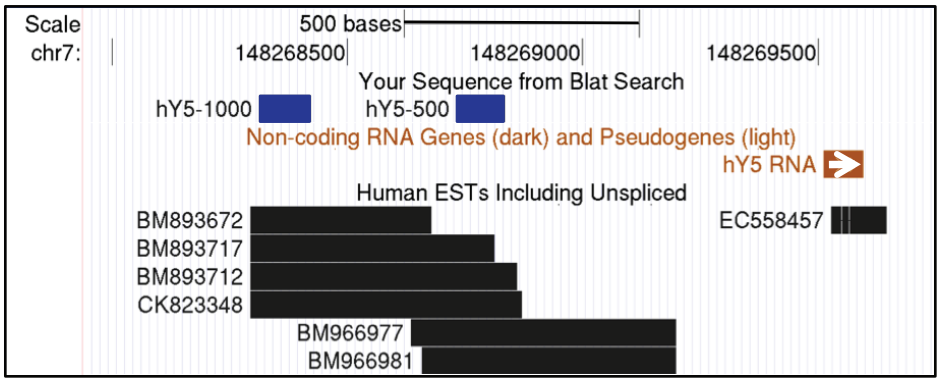 Scale 500 bases
chr7: 148268500 148269000 148269500
Your Sequence from Blat Search
hY5-1000 hY5-500
Non-coding RNA Genes (dark) and Pseudogenes (light)
hY5 RNA
Human ESTs Including Unspliced
BM893672 EC558457
BM893717
BM893712
CK823348
BM966977
BM966981